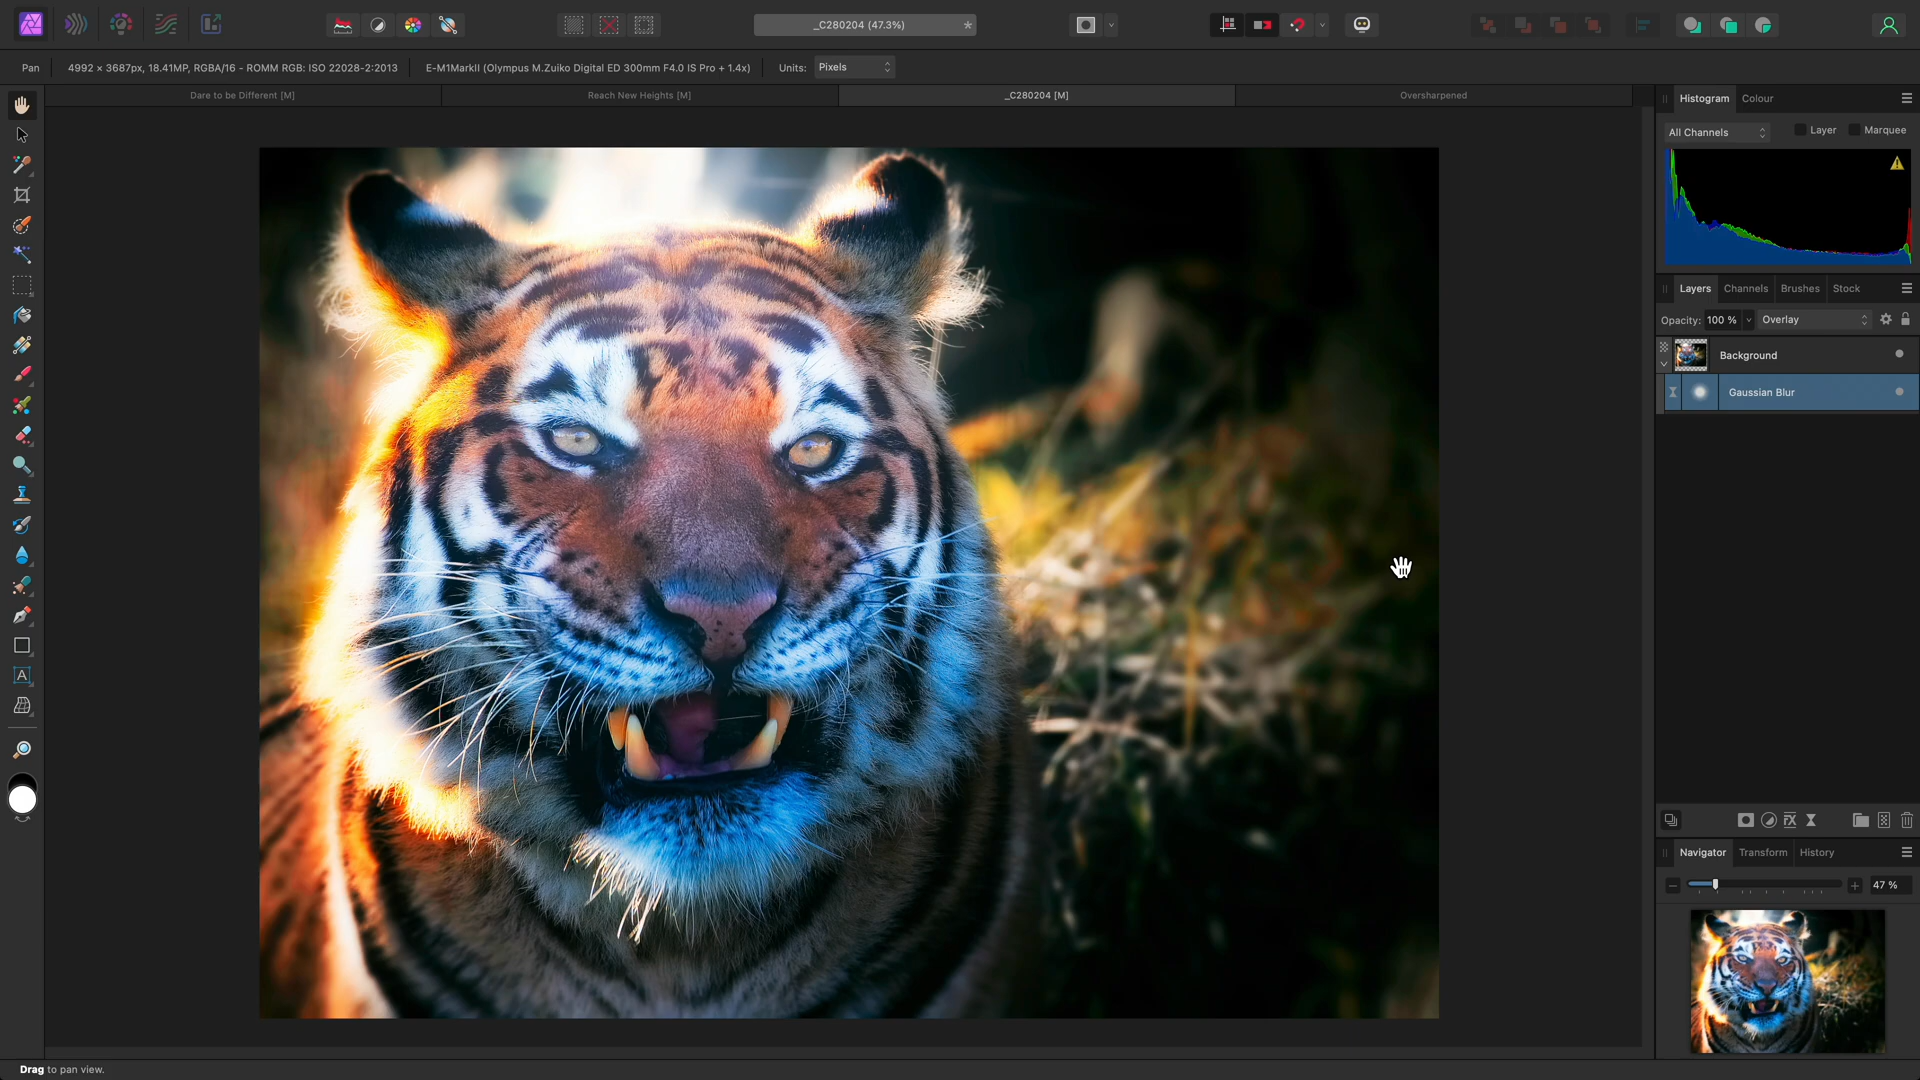 _C280204 (47.3%)
*
Pan
4992 × 3687px, 18.41MP, RGBA/16 - ROMM RGB: ISO 22028-2:2013
E-M1MarkII (Olympus M.Zuiko Digital ED 300mm F4.0 IS Pro + 1.4x)
Units: Pixels
Dare to be Different [M]
Reach New Heights [M]
_C280204 [M]
Oversharpened
Histogram Colour
All Channels Layer Marquee
Layers Channels Brushes Stock
Opacity: 100 % Overlay
Background
Gaussian Blur
fx
A
Navigator Transform History
47 %
Drag to pan view.